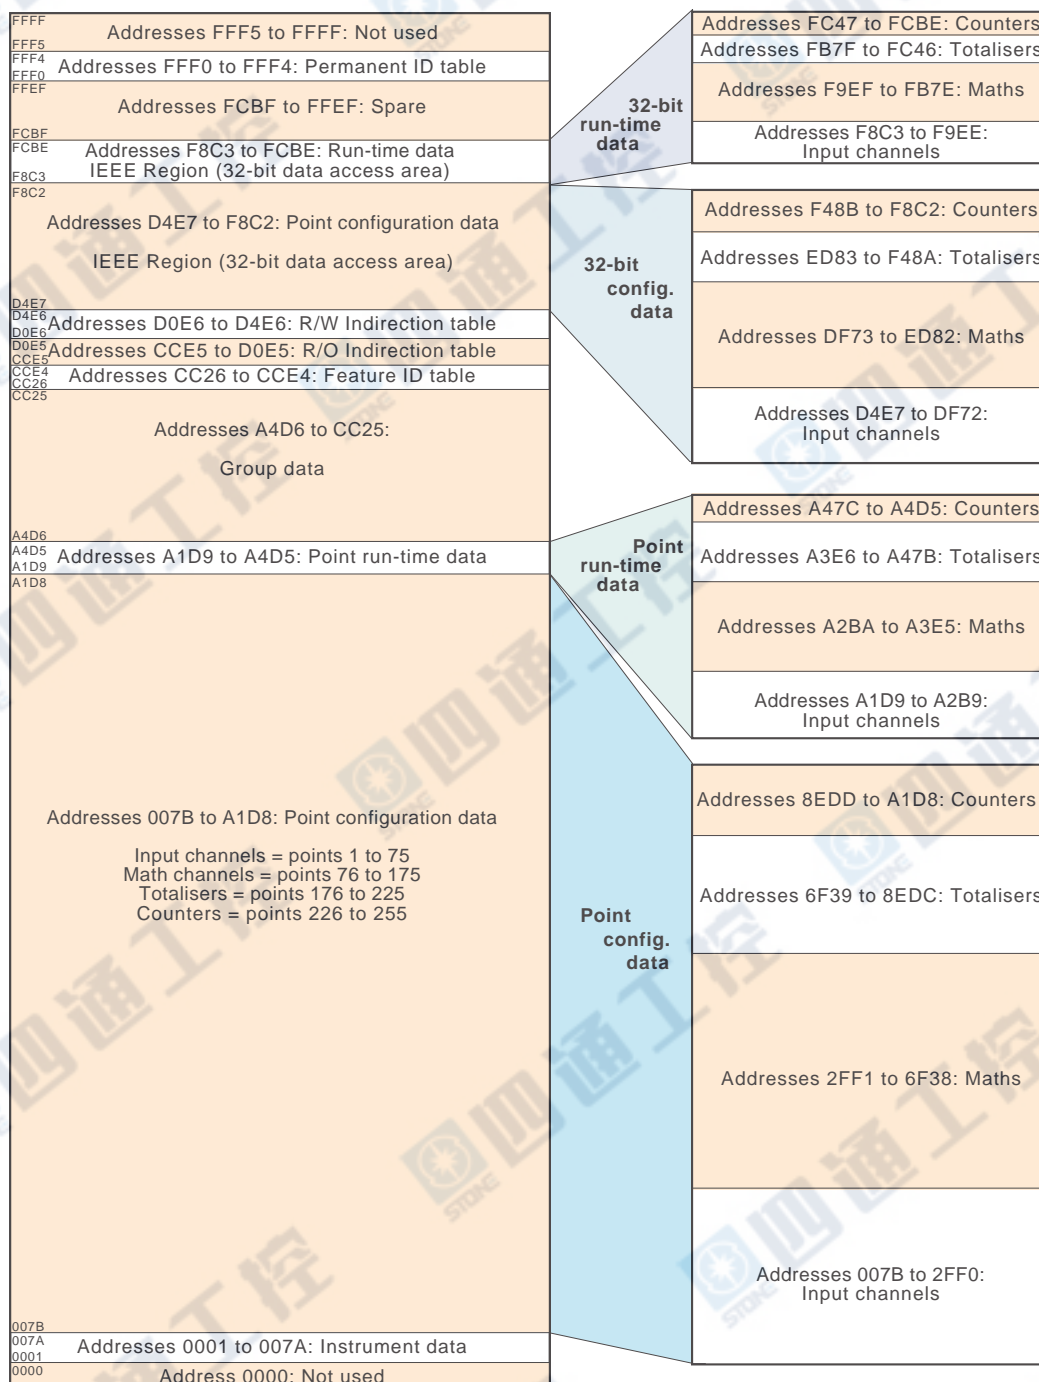 FFFF
Addresses FFF5 to FFFF: Not used
FFF5
FFF4
Addresses FFF0 to FFF4: Permanent ID table
FFF0
FFEF
Addresses FCBF to FFEF: Spare
FCBF
FCBE
Addresses F8C3 to FCBE: Run-time data
IEEE Region (32-bit data access area)
F8C3
F8C2
Addresses D4E7 to F8C2: Point configuration data
IEEE Region (32-bit data access area)
D4E7
D4E6
Addresses D0E6 to D4E6: R/W Indirection table
D0E6
D0E5
Addresses CCE5 to D0E5: R/O Indirection table
CCE5
CCE4
Addresses CC26 to CCE4: Feature ID table
CC26
CC25
Addresses A4D6 to CC25:
Group data
A4D6
A4D5
Addresses A1D9 to A4D5: Point run-time data
A1D9
A1D8
Addresses 007B to A1D8: Point configuration data
Input channels = points 1 to 75
Math channels = points 76 to 175
Totalisers = points 176 to 225
Counters = points 226 to 255
007B
007A
Addresses 0001 to 007A: Instrument data
0001
0000
Address 0000: Not used
32-bit
run-time
data
Addresses FC47 to FCBE: Counters
Addresses FB7F to FC46: Totalisers
Addresses F9EF to FB7E: Maths
Addresses F8C3 to F9EE:
Input channels
32-bit
config.
data
Addresses F48B to F8C2: Counters
Addresses ED83 to F48A: Totalisers
Addresses DF73 to ED82: Maths
Addresses D4E7 to DF72:
Input channels
Point
run-time
data
Addresses A47C to A4D5: Counters
Addresses A3E6 to A47B: Totalisers
Addresses A2BA to A3E5: Maths
Addresses A1D9 to A2B9:
Input channels
Point
config.
data
Addresses 8EDD to A1D8: Counters
Addresses 6F39 to 8EDC: Totalisers
Addresses 2FF1 to 6F38: Maths
Addresses 007B to 2FF0:
Input channels
四通工控
STONE